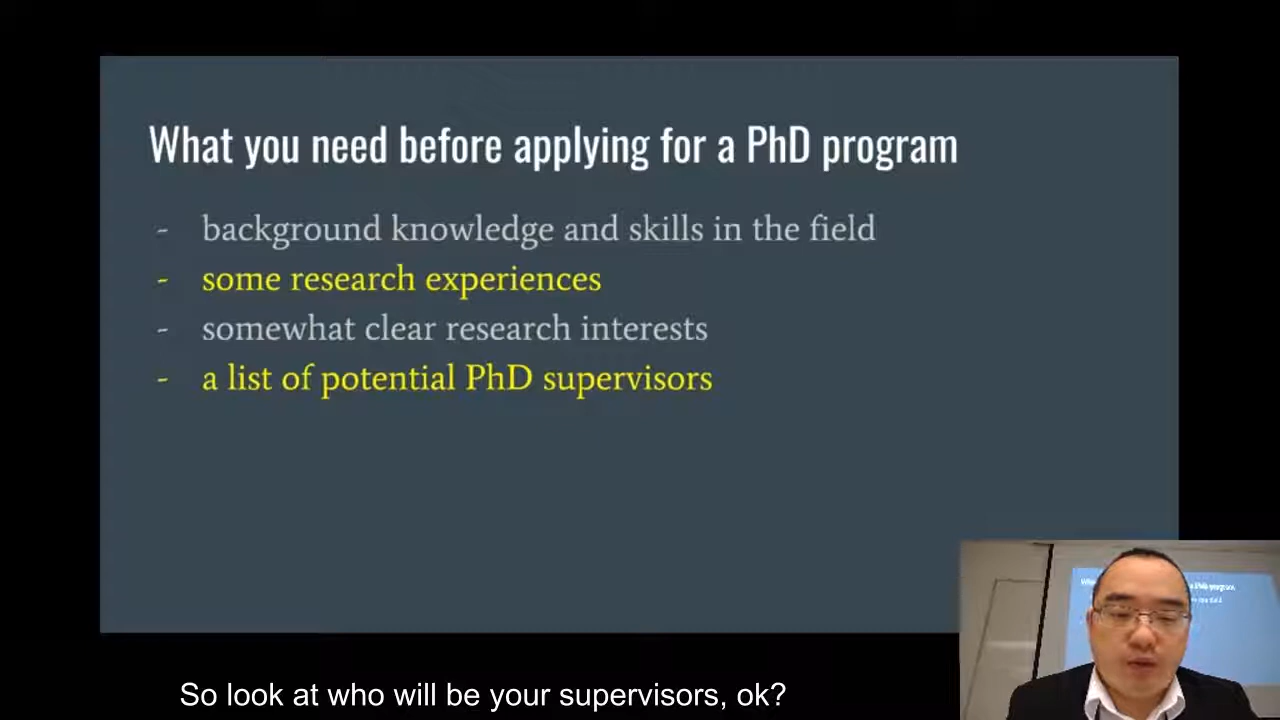 What you need before applying for a PhD program
- background knowledge and skills in the field
- some research experiences
- somewhat clear research interests
- a list of potential PhD supervisors
So look at who will be your supervisors, ok?